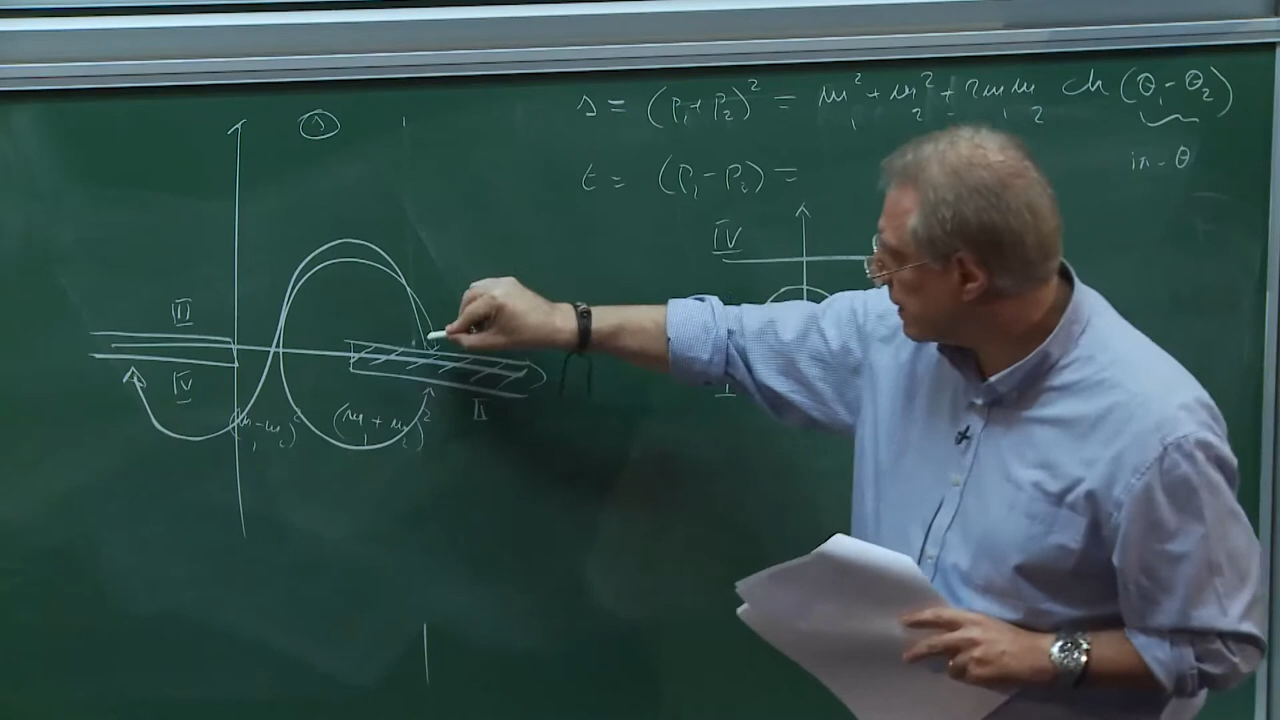 s = (P₁+P₂)² = m₁² + m₂² + 2m₁m₂ ch (θ₁-θ₂)
iπ-θ
t = (P₁-P₂) =
s
IV
III
IV
II
I
(m₁-m₂)²
(m₁+m₂)²